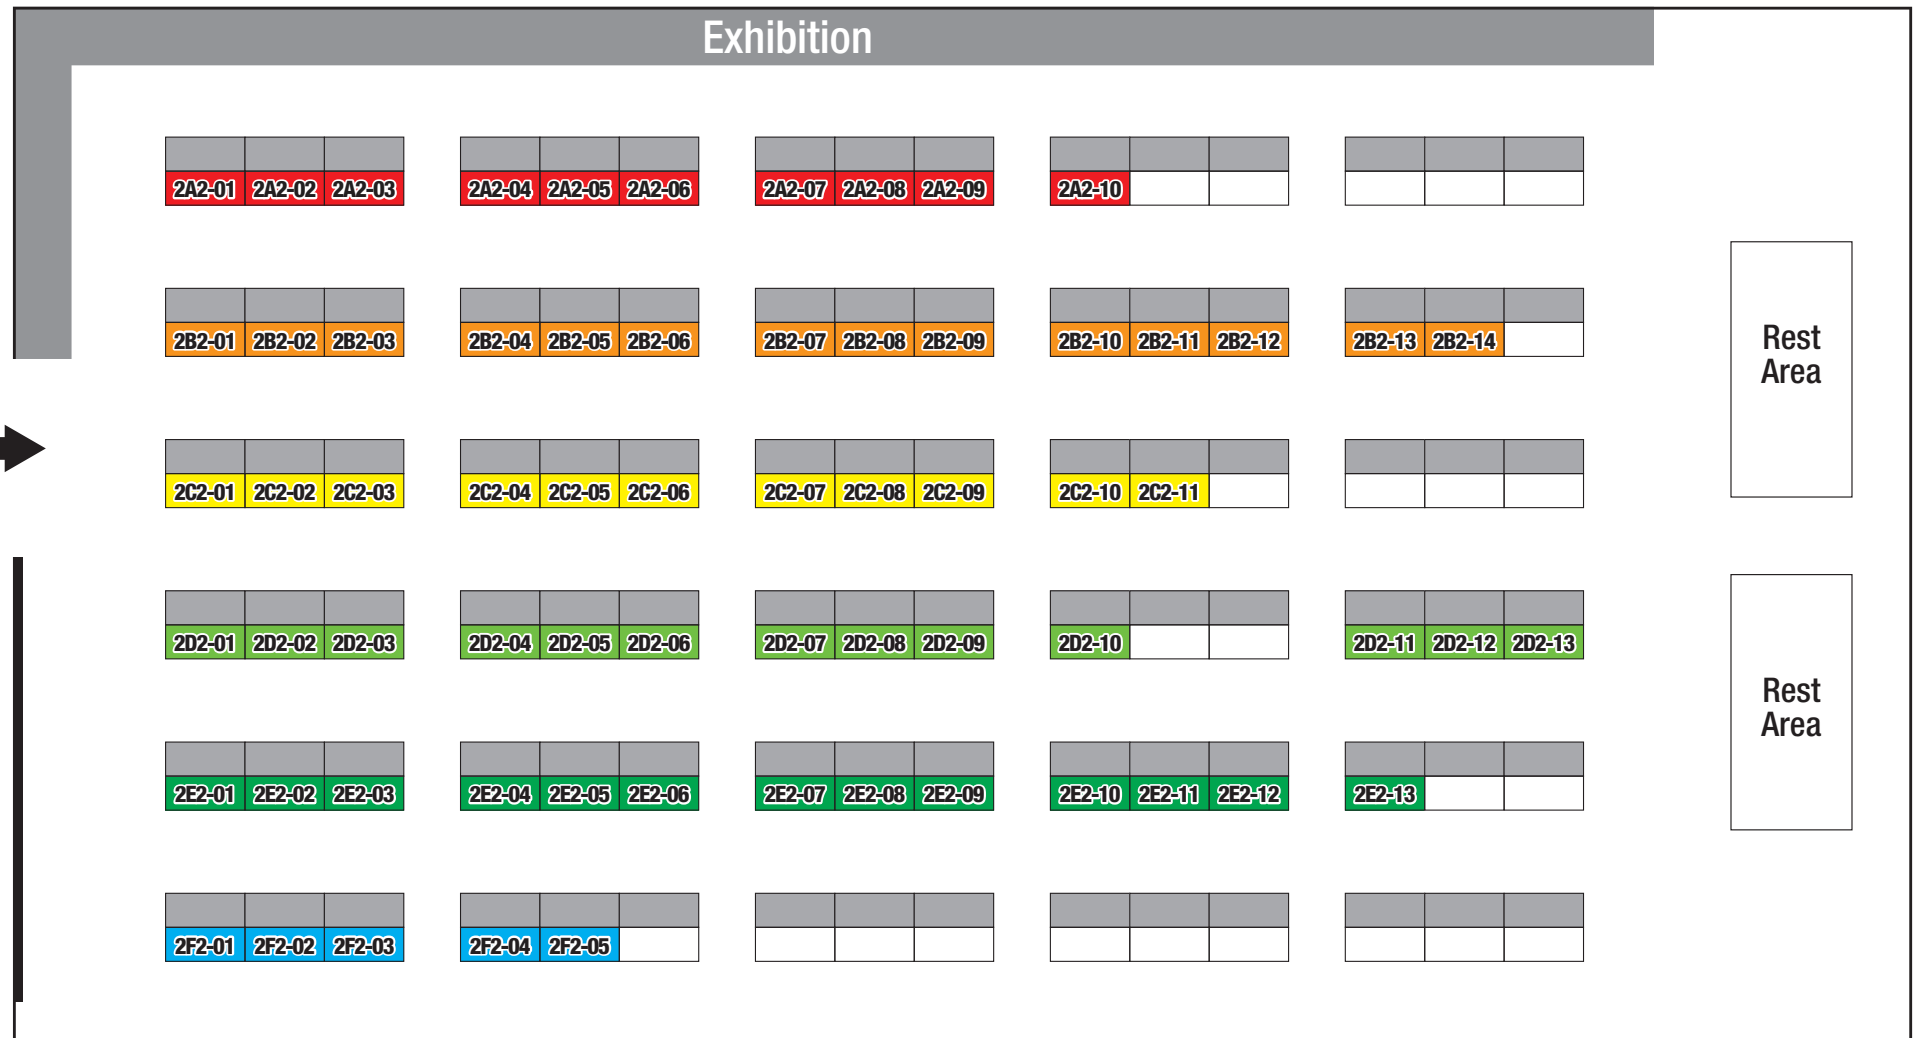 Exhibition
2A2-01 2A2-02 2A2-03 2A2-04 2A2-05 2A2-06 2A2-07 2A2-08 2A2-09 2A2-10
2B2-01 2B2-02 2B2-03 2B2-04 2B2-05 2B2-06 2B2-07 2B2-08 2B2-09 2B2-10 2B2-11 2B2-12 2B2-13 2B2-14
Rest
Area
2C2-01 2C2-02 2C2-03 2C2-04 2C2-05 2C2-06 2C2-07 2C2-08 2C2-09 2C2-10 2C2-11
2D2-01 2D2-02 2D2-03 2D2-04 2D2-05 2D2-06 2D2-07 2D2-08 2D2-09 2D2-10 2D2-11 2D2-12 2D2-13
Rest
Area
2E2-01 2E2-02 2E2-03 2E2-04 2E2-05 2E2-06 2E2-07 2E2-08 2E2-09 2E2-10 2E2-11 2E2-12 2E2-13
2F2-01 2F2-02 2F2-03 2F2-04 2F2-05